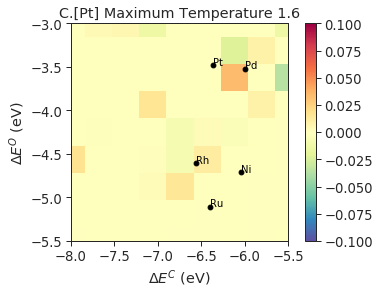 C.[Pt] Maximum Temperature 1.6
−3.0
−3.5
−4.0
−4.5
−5.0
−5.5
ΔE^O (eV)
Pt
Pd
Rh
Ni
Ru
−8.0 −7.5 −7.0 −6.5 −6.0 −5.5
ΔE^C (eV)
0.100
0.075
0.050
0.025
0.000
−0.025
−0.050
−0.075
−0.100